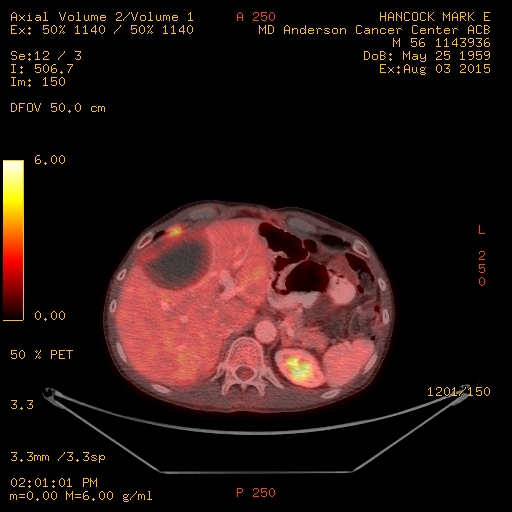 Axial Volume 2/Volume 1
Ex: 50% 1140 / 50% 1140
Se:12 / 3
I: 506.7
Im: 150
DFOV 50.0 cm
A 250
HANCOCK MARK E
MD Anderson Cancer Center ACB
M 56 1143936
DoB: May 25 1959
Ex:Aug 03 2015
6.00
L 250
0.00
50 % PET
3.3
1201/150
3.3mm /3.3sp
02:01:01 PM
m=0.00 M=6.00 g/ml
P 250